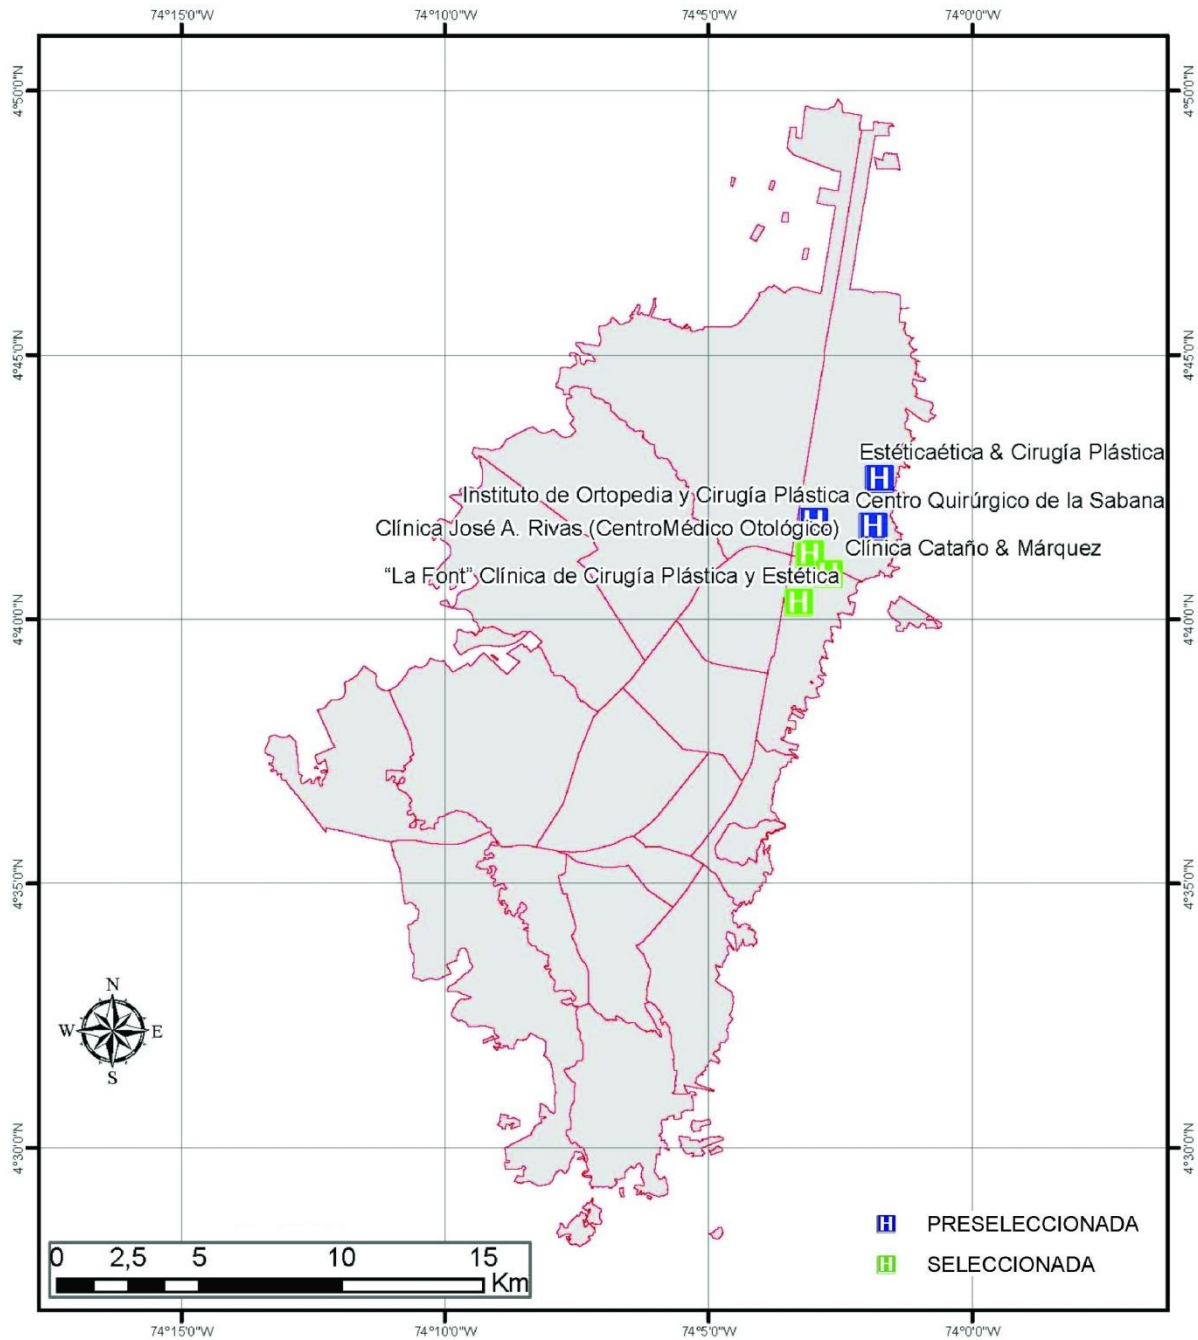 74°15'0"W
74°10'0"W
74°5'0"W
74°0'0"W
4°50'0"N
4°50'0"N
4°45'0"N
4°45'0"N
Estéticaética & Cirugía Plástica
H
Instituto de Ortopedia y Cirugía Plástica
H
Centro Quirúrgico de la Sabana
H
Clínica José A. Rivas (CentroMédico Otológico)
H
Clínica Cataño & Márquez
H
"La Font" Clínica de Cirugía Plástica y Estética
H
4°40'0"N
4°40'0"N
4°35'0"N
4°35'0"N
N
W E
S
4°30'0"N
4°30'0"N
H PRESELECCIONADA
H SELECCIONADA
0 2,5 5 10 15
Km
74°15'0"W
74°10'0"W
74°5'0"W
74°0'0"W